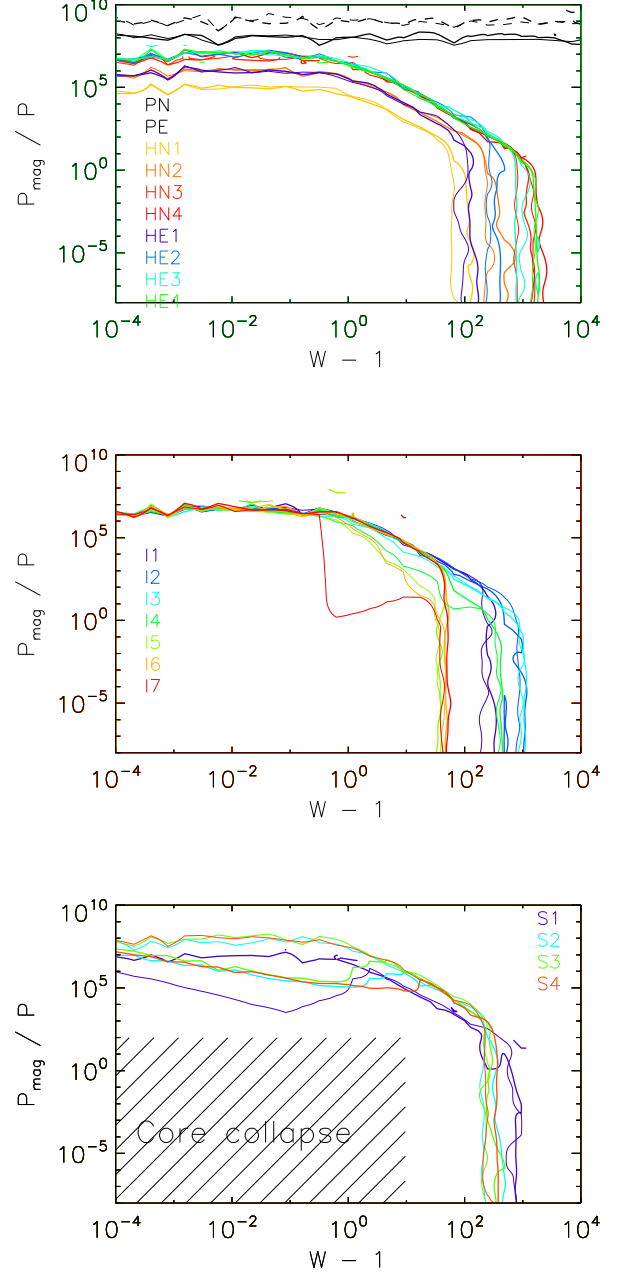 10^10
10^5
10^0
10^-5
P_mag / P
PN
PE
HN1
HN2
HN3
HN4
HE1
HE2
HE3
HE4
10^-4 10^-2 10^0 10^2 10^4
W - 1
10^10
10^5
10^0
10^-5
P_mag / P
I1
I2
I3
I4
I5
I6
I7
10^-4 10^-2 10^0 10^2 10^4
W - 1
10^10
10^5
10^0
10^-5
P_mag / P
S1
S2
S3
S4
Core collapse
10^-4 10^-2 10^0 10^2 10^4
W - 1